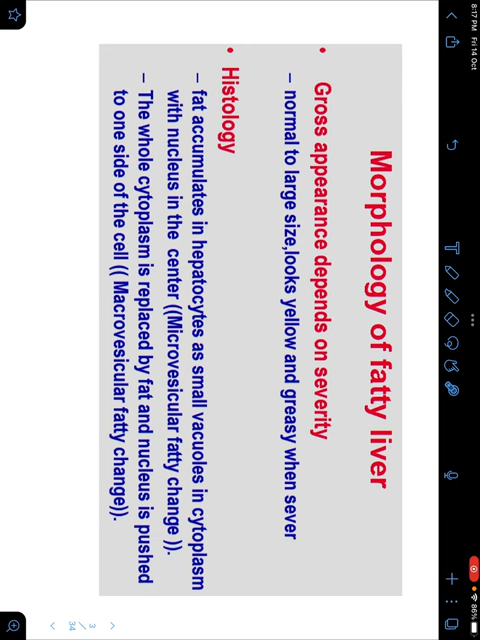 8:17 PM Fri 14 Oct
86%
Morphology of fatty liver
• Gross appearance depends on severity
– normal to large size,looks yellow and greasy when sever
• Histology
– fat accumulates in hepatocytes as small vacuoles in cytoplasm
with nucleus in the center ((Microvesicular fatty change )).
– The whole cytoplasm is replaced by fat and nucleus is pushed
to one side of the cell (( Macrovesicular fatty change)).
3 / 34